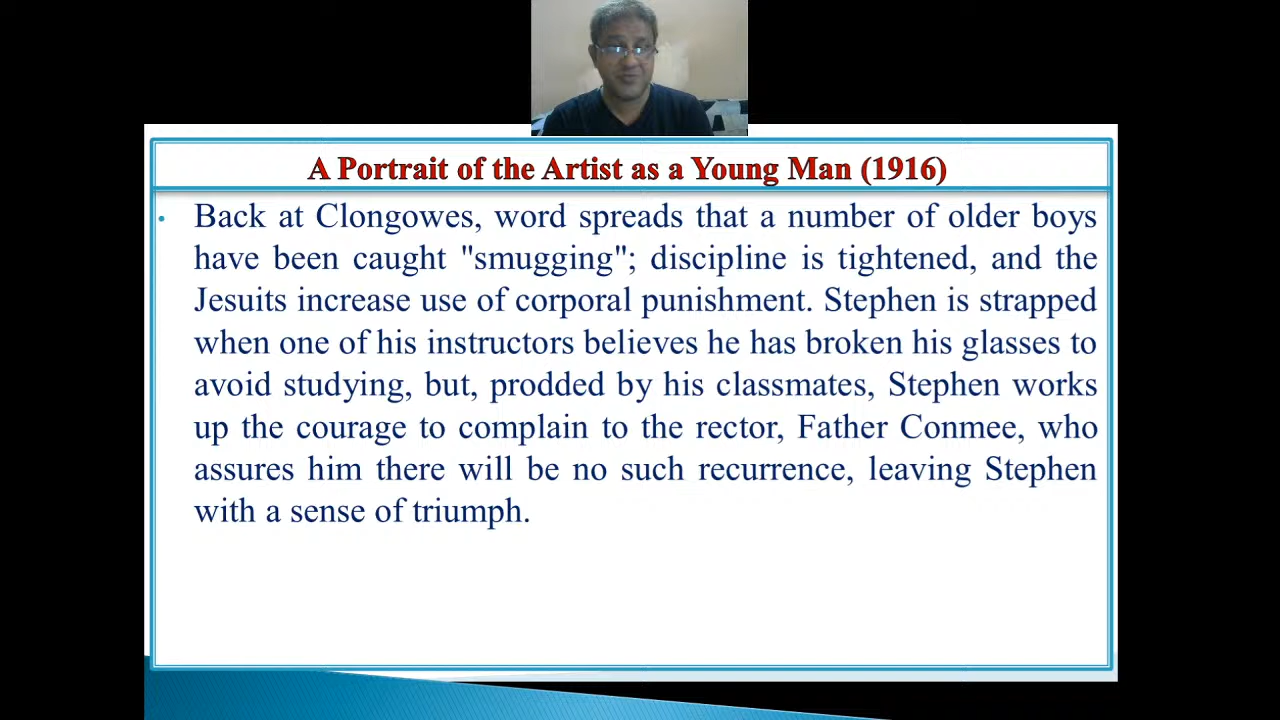 A Portrait of the Artist as a Young Man (1916)
• Back at Clongowes, word spreads that a number of older boys
have been caught "smugging"; discipline is tightened, and the
Jesuits increase use of corporal punishment. Stephen is strapped
when one of his instructors believes he has broken his glasses to
avoid studying, but, prodded by his classmates, Stephen works
up the courage to complain to the rector, Father Conmee, who
assures him there will be no such recurrence, leaving Stephen
with a sense of triumph.